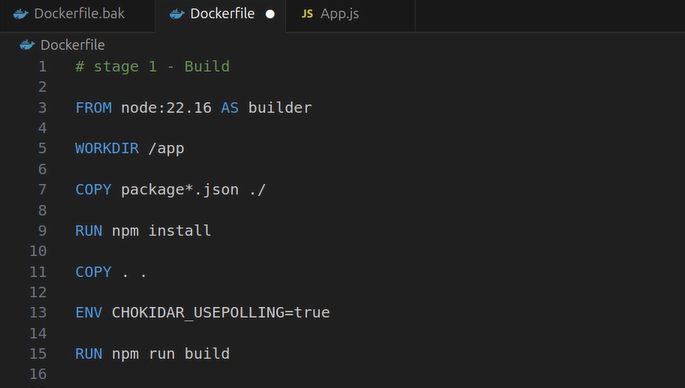 Dockerfile.bak
Dockerfile
JS App.js
Dockerfile
1 # stage 1 - Build
2
3 FROM node:22.16 AS builder
4
5 WORKDIR /app
6
7 COPY package*.json ./
8
9 RUN npm install
10
11 COPY . .
12
13 ENV CHOKIDAR_USEPOLLING=true
14
15 RUN npm run build
16